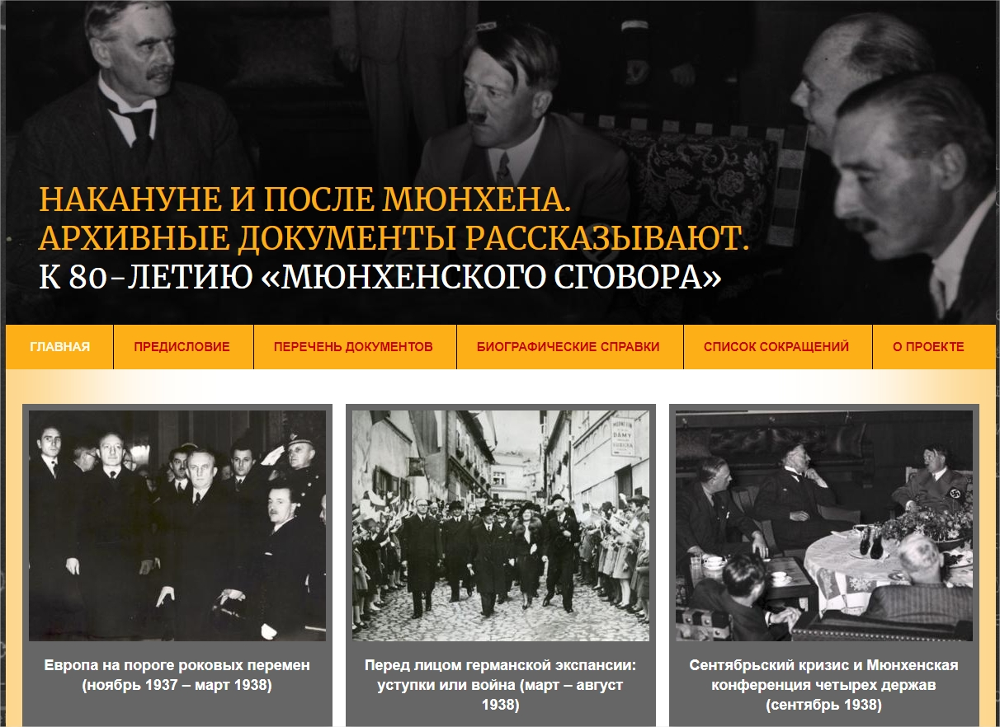 НАКАНУНЕ И ПОСЛЕ МЮНХЕНА.
АРХИВНЫЕ ДОКУМЕНТЫ РАССКАЗЫВАЮТ.
К 80-ЛЕТИЮ «МЮНХЕНСКОГО СГОВОРА»
ГЛАВНАЯ
ПРЕДИСЛОВИЕ
ПЕРЕЧЕНЬ ДОКУМЕНТОВ
БИОГРАФИЧЕСКИЕ СПРАВКИ
СПИСОК СОКРАЩЕНИЙ
О ПРОЕКТЕ
DAMY
Европа на пороге роковых перемен
(ноябрь 1937 – март 1938)
Перед лицом германской экспансии:
уступки или война (март – август
1938)
Сентябрьский кризис и Мюнхенская
конференция четырех держав
(сентябрь 1938)